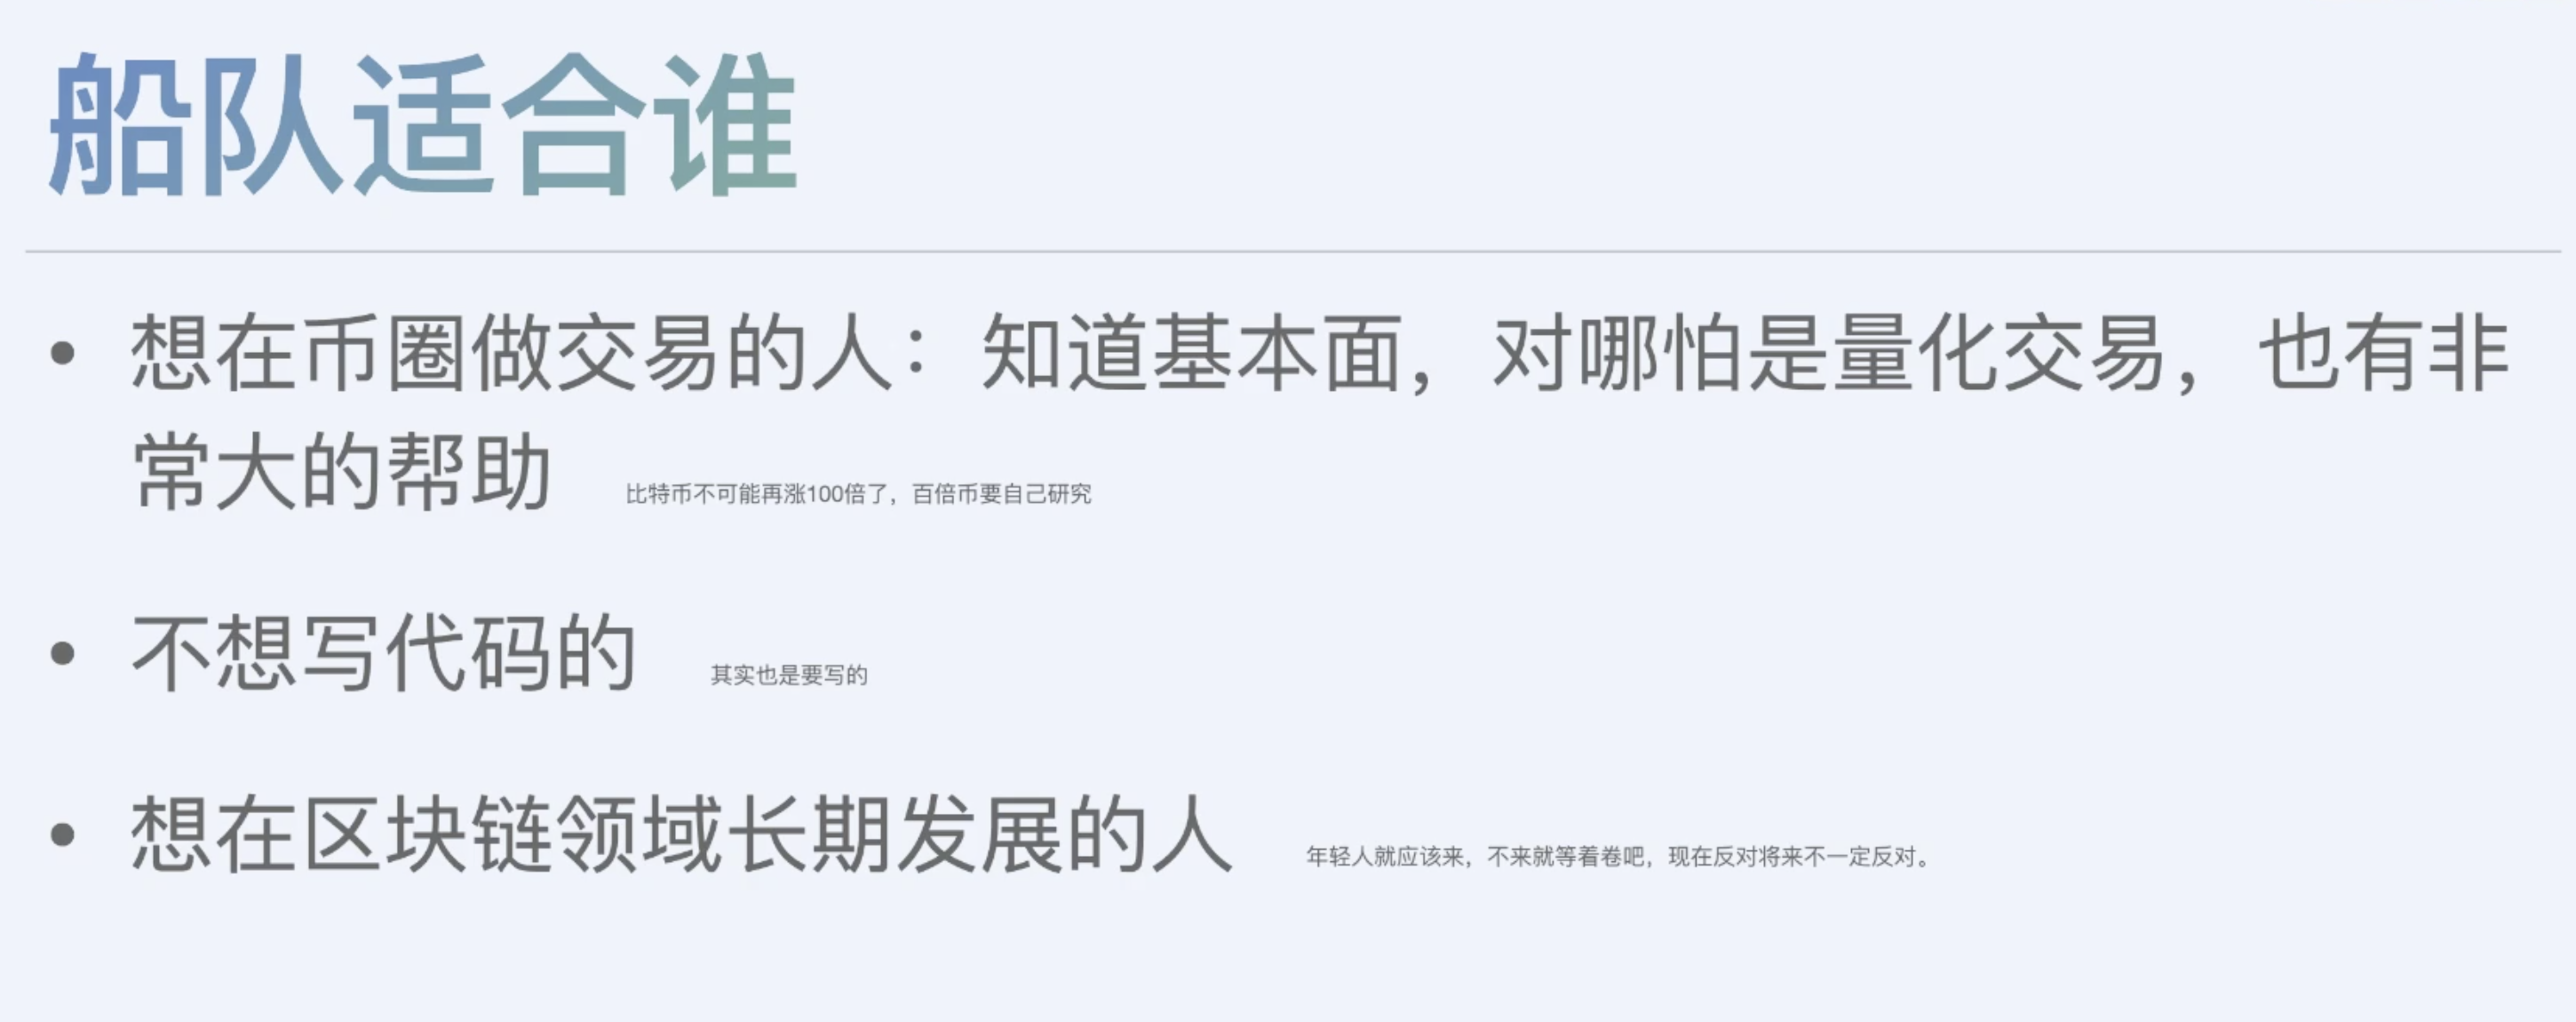 船队适合谁
• 想在币圈做交易的人：知道基本面，对哪怕是量化交易，也有非
常大的帮助 比特币不可能再涨100倍了，百倍币要自己研究
• 不想写代码的 其实也是要写的
• 想在区块链领域长期发展的人 年轻人就应该来，不来就等着卷吧，现在反对将来不一定反对。